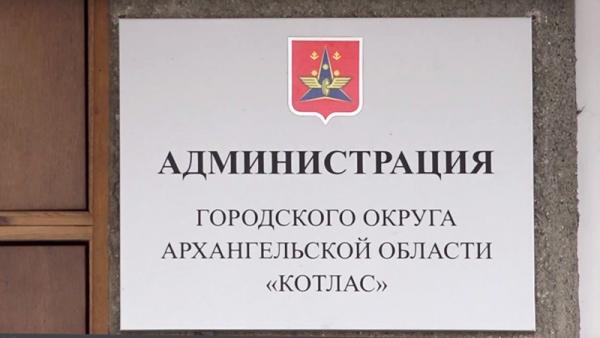 АДМИНИСТРАЦИЯ
ГОРОДСКОГО ОКРУГА
АРХАНГЕЛЬСКОЙ ОБЛАСТИ
«КОТЛАС»